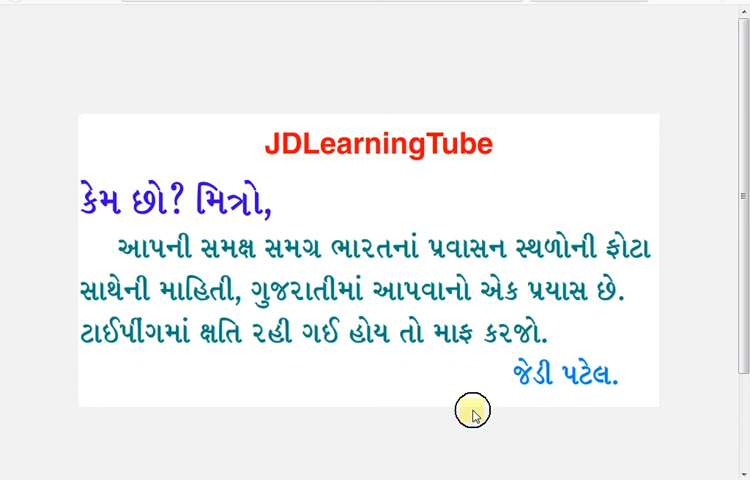 JDLearningTube
કેમ છો? મિત્રો,
આપની સમક્ષ સમગ્ર ભારતનાં પ્રવાસન સ્થળોની ફોટા
સાથેની માહિતી, ગુજરાતીમાં આપવાનો એક પ્રયાસ છે.
ટાઈપીંગમાં ક્ષતિ રહી ગઈ હોય તો માફ કરજો.
જેડી પટેલ.